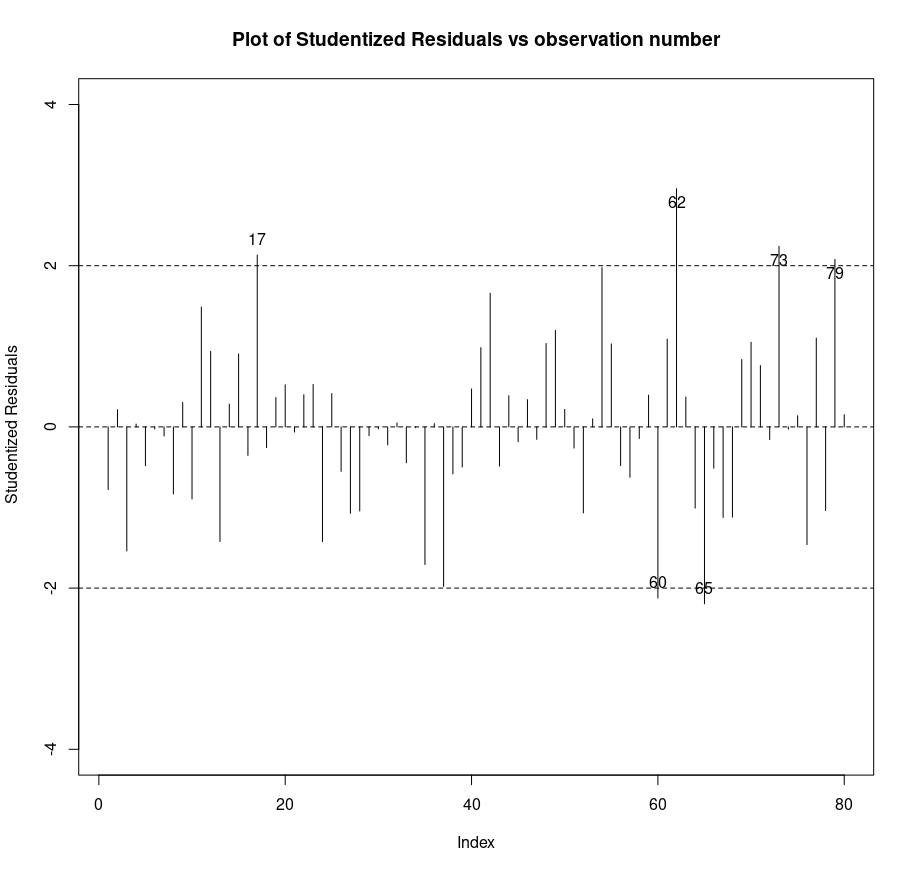 Plot of Studentized Residuals vs observation number
4
2
0
-2
-4
Studentized Residuals
17
62
73
79
60
65
0 20 40 60 80
Index